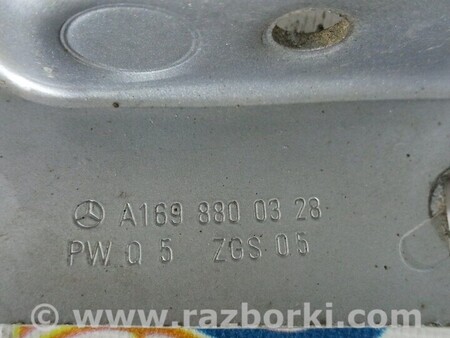 A169 880 03 28
PW Q 5 ZGS 05
www.razborki.com